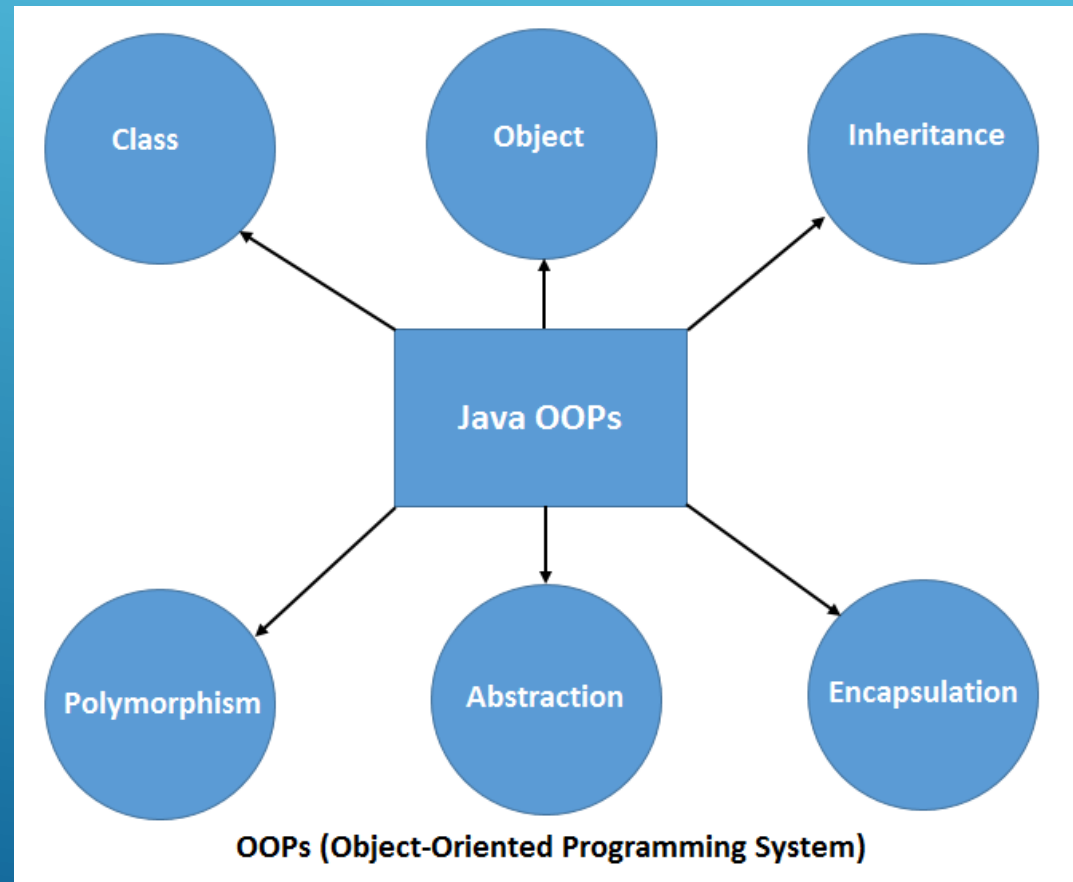 Class
Object
Inheritance
Java OOPs
Polymorphism
Abstraction
Encapsulation
OOPs (Object-Oriented Programming System)